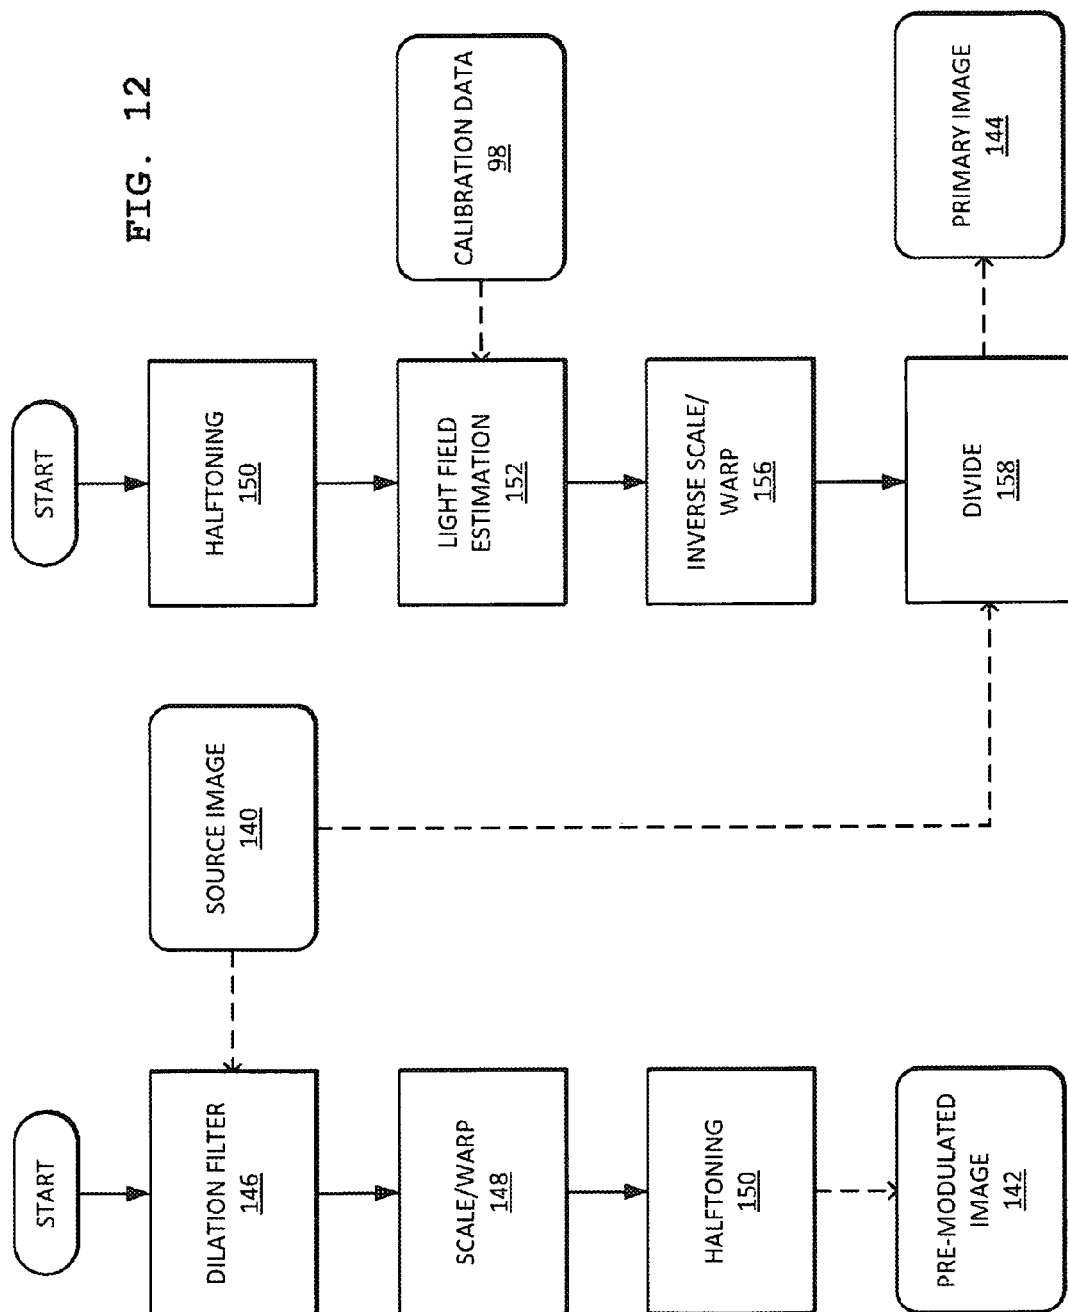 FIG. 12
START
DILATION FILTER
146
SCALE/WARP
148
HALFTONING
150
PRE-MODULATED
IMAGE
142
SOURCE IMAGE
140
START
HALFTONING
150
LIGHT FIELD
ESTIMATION
152
INVERSE SCALE/
WARP
156
DIVIDE
158
CALIBRATION DATA
98
PRIMARY IMAGE
144